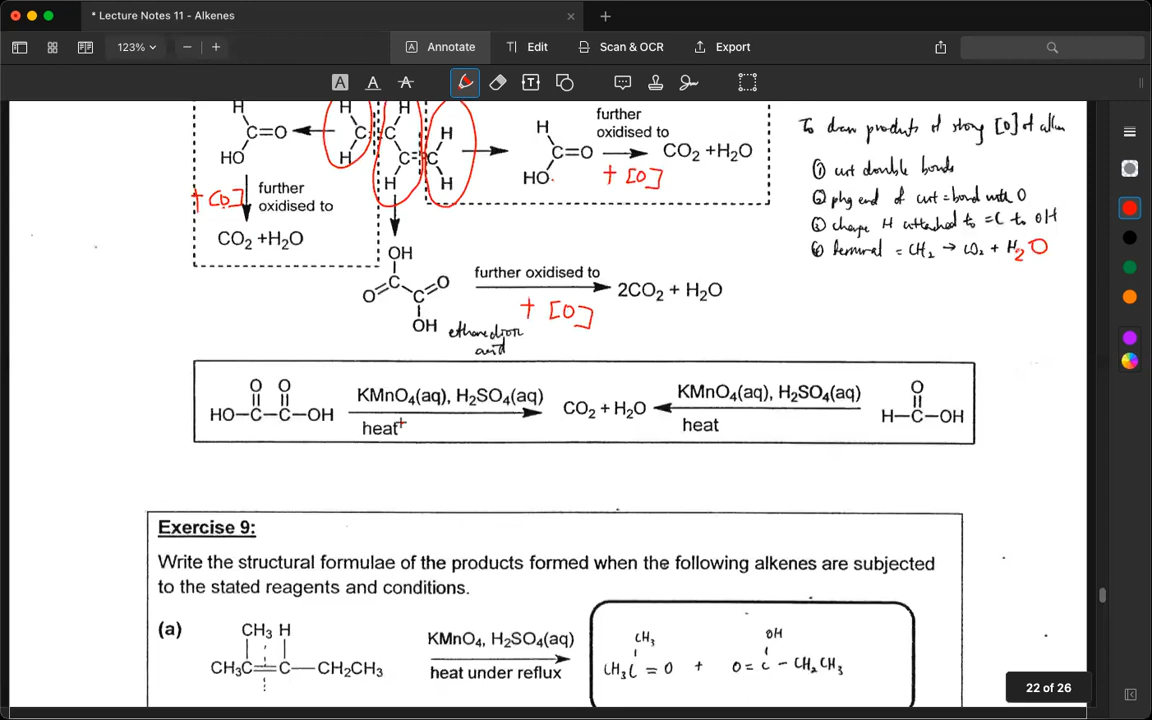 * Lecture Notes 11 - Alkenes
123%
Annotate
Edit
Scan & OCR
Export
H
C=O
HO
H
C
H
H
C
C
H
H
C
H
H
C=O
HO
further
oxidised to
CO2 +H2O
+ [O]
+ [O]
further
oxidised to
CO2 +H2O
OH
O
C
C
O
OH
further oxidised to
2CO2 + H2O
+ [O]
acid
products of strong [O] of
① cut double bonds
② plug end of cut = bond with O
③ change H attached to =C to OH
④ terminal = CH2 → CO2 + H2O
O O
HO–C–C–OH
KMnO4(aq), H2SO4(aq)
heat
CO2 + H2O
KMnO4(aq), H2SO4(aq)
heat
O
H–C–OH
Exercise 9:
Write the structural formulae of the products formed when the following alkenes are subjected
to the stated reagents and conditions.
(a)
CH3 H
CH3C=C–CH2CH3
KMnO4, H2SO4(aq)
heat under reflux
CH3
CH3C = O
+
OH
O = C – CH2CH3
22 of 26